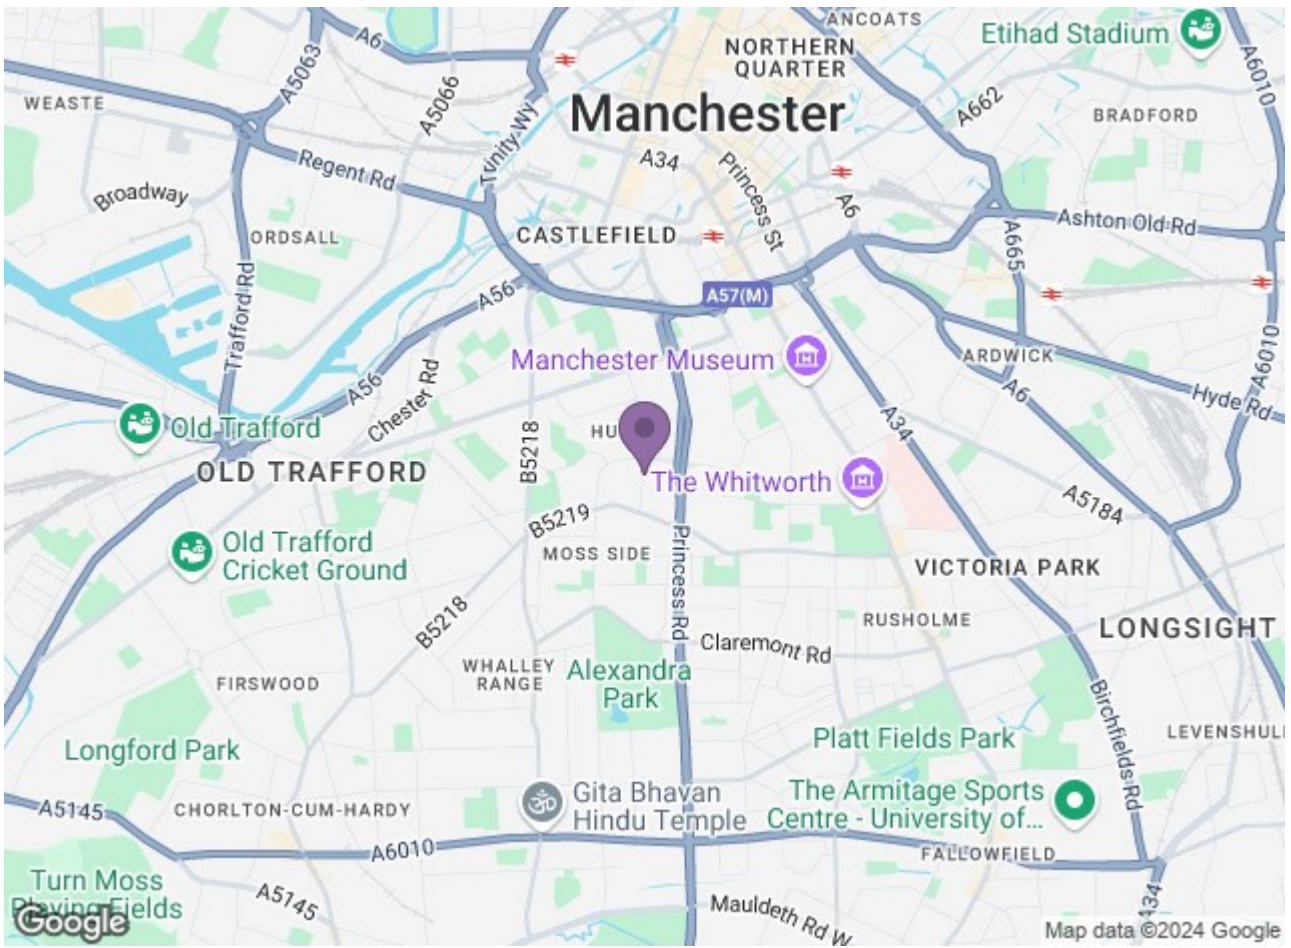 ANCOATS
Etihad Stadium
A6
A5063
NORTHERN
QUARTER
A6010
WEASTE
A5066
Manchester
A662
BRADFORD
Trinity Wy
Regent Rd
A34
Princess St
Broadway
A6
ORDSALL
CASTLEFIELD
A665
Ashton Old Rd
Trafford Rd
A56
A57(M)
Manchester Museum
ARDWICK
A6010
A56
Chester Rd
A6
Hyde Rd
Old Trafford
HU
A34
B5218
OLD TRAFFORD
The Whitworth
A5184
B5219
Old Trafford
Cricket Ground
MOSS SIDE
Princess Rd
VICTORIA PARK
B5218
RUSHOLME
LONGSIGHT
Claremont Rd
WHALLEY
RANGE
Alexandra
Park
FIRSWOOD
Birchfields Rd
Longford Park
Platt Fields Park
LEVENSHUL
Gita Bhavan
Hindu Temple
The Armitage Sports
Centre - University of...
A5145
CHORLTON-CUM-HARDY
A6010
FALLOWFIELD
Turn Moss
Playing Fields
A5145
Mauldeth Rd W
A34
Google
Map data ©2024 Google